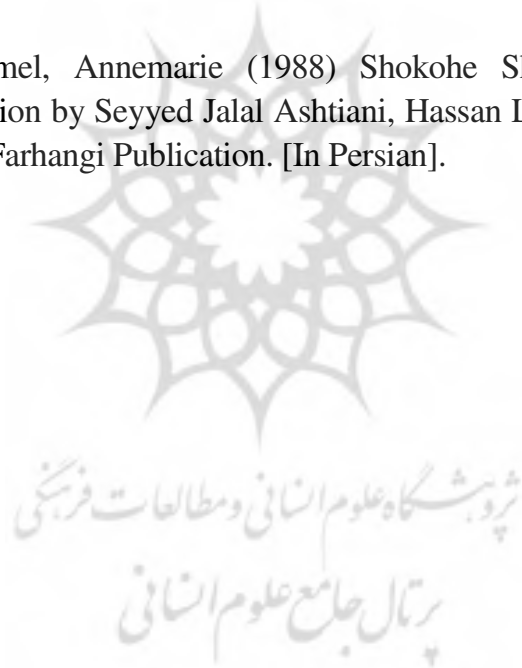 mel, Annemarie (1988) Shokohe Sl
ion by Seyyed Jalal Ashtiani, Hassan L
Farhangi Publication. [In Persian].
پژوهشگاه علوم انسانی و مطالعات فرهنگی
پرتال جامع علوم انسانی